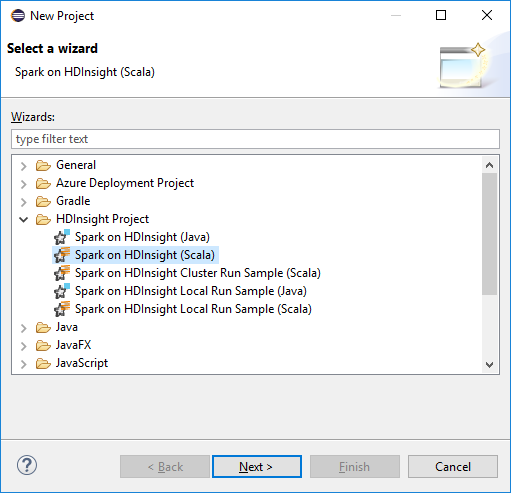 New Project
Select a wizard
Spark on HDInsight (Scala)
Wizards:
type filter text
General
Azure Deployment Project
Gradle
HDInsight Project
Spark on HDInsight (Java)
Spark on HDInsight (Scala)
Spark on HDInsight Cluster Run Sample (Scala)
Spark on HDInsight Local Run Sample (Java)
Spark on HDInsight Local Run Sample (Scala)
Java
JavaFX
JavaScript
? < Back Next > Finish Cancel